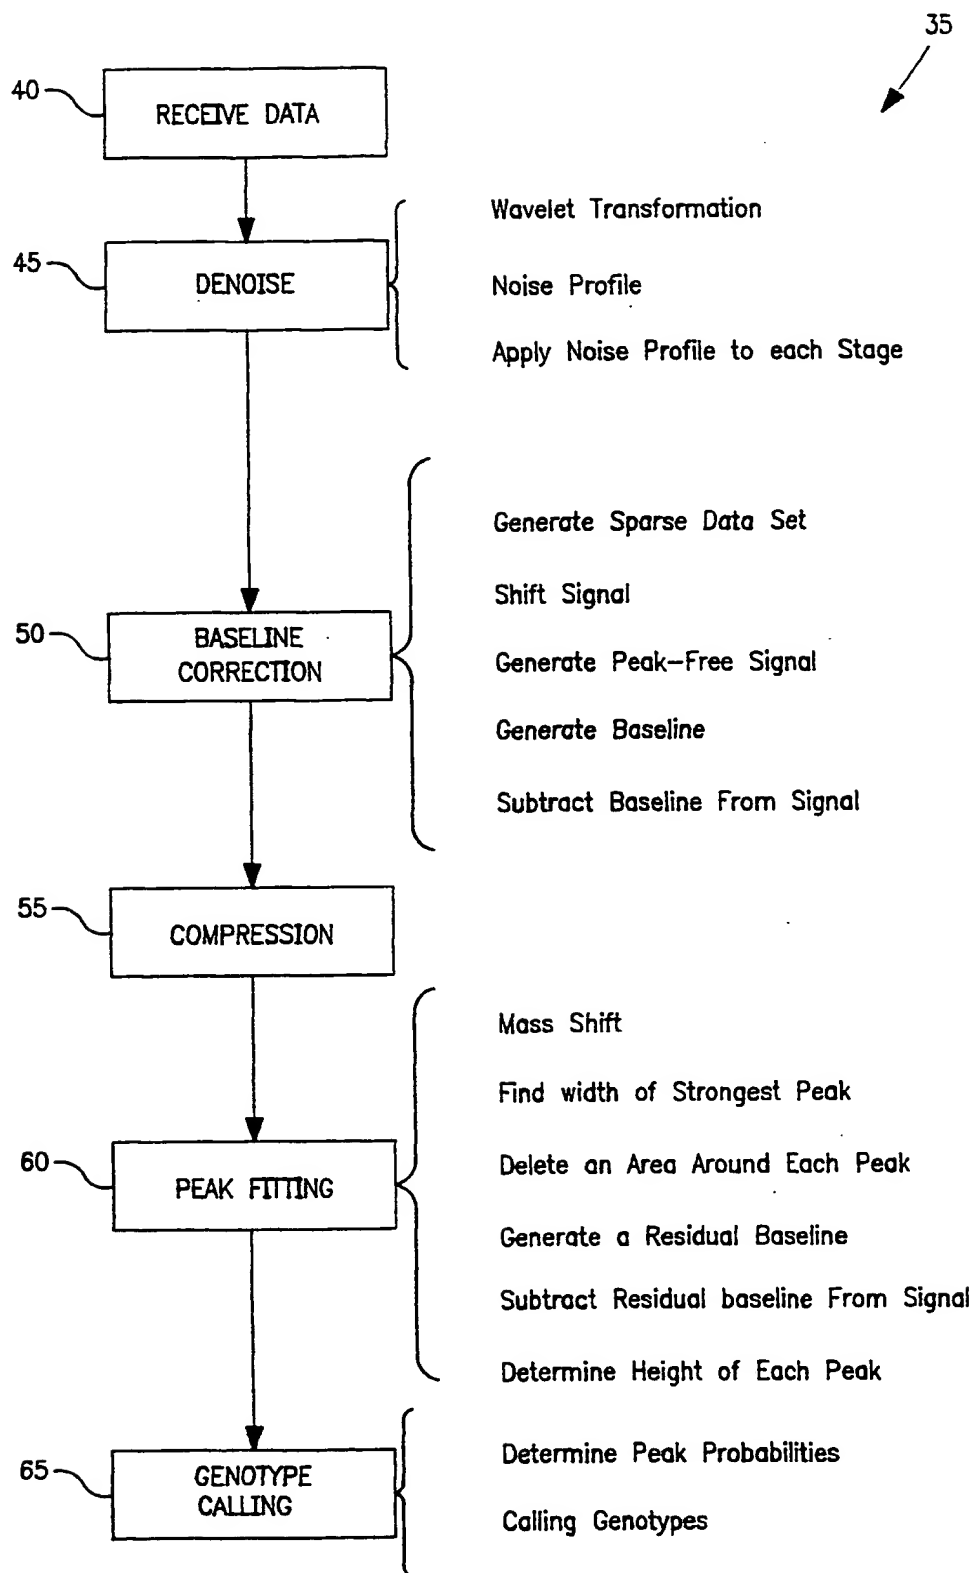 35
40
RECEIVE DATA
45
DENOISE
Wavelet Transformation
Noise Profile
Apply Noise Profile to each Stage
50
BASELINE
CORRECTION
Generate Sparse Data Set
Shift Signal
Generate Peak-Free Signal
Generate Baseline
Subtract Baseline From Signal
55
COMPRESSION
60
PEAK FITTING
Mass Shift
Find width of Strongest Peak
Delete an Area Around Each Peak
Generate a Residual Baseline
Subtract Residual baseline From Signal
Determine Height of Each Peak
65
GENOTYPE
CALLING
Determine Peak Probabilities
Calling Genotypes